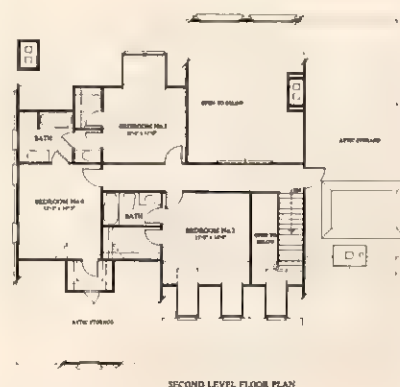 OPEN TO BELOW
BEDROOM No.3
BATH
ATTIC STORAGE
BEDROOM No.4
BATH
BEDROOM No.2
OPEN TO
BELOW
ATTIC STORAGE
SECOND LEVEL FLOOR PLAN